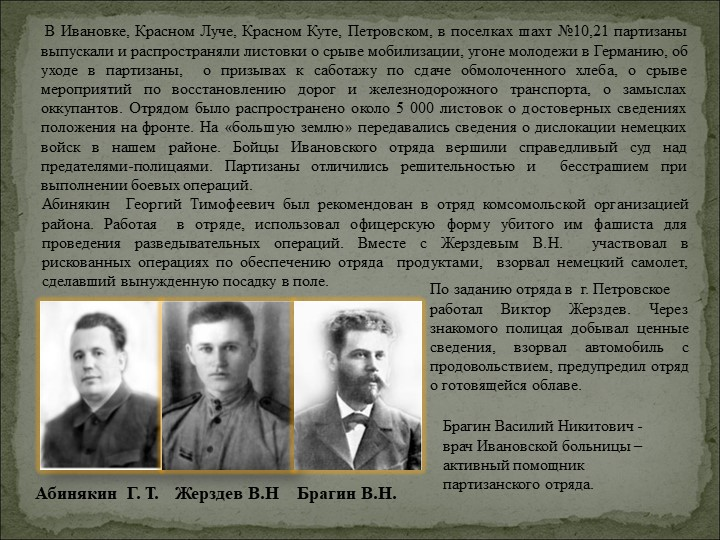 В Ивановке, Красном Луче, Красном Куте, Петровском, в поселках шахт №10,21 партизаны
выпускали и распространяли листовки о срыве мобилизации, угоне молодежи в Германию, об
уходе в партизаны, о призывах к саботажу по сдаче обмолоченного хлеба, о срыве
мероприятий по восстановлению дорог и железнодорожного транспорта, о замыслах
оккупантов. Отрядом было распространено около 5 000 листовок о достоверных сведениях
положения на фронте. На «большую землю» передавались сведения о дислокации немецких
войск в нашем районе. Бойцы Ивановского отряда вершили справедливый суд над
предателями-полицаями. Партизаны отличились решительностью и бесстрашием при
выполнении боевых операций.
Абинякин Георгий Тимофеевич был рекомендован в отряд комсомольской организацией
района. Работая в отряде, использовал офицерскую форму убитого им фашиста для
проведения разведывательных операций. Вместе с Жерздевым В.Н. участвовал в
рискованных операциях по обеспечению отряда продуктами, взорвал немецкий самолет,
сделавший вынужденную посадку в поле.
По заданию отряда в г. Петровское
работал Виктор Жерздев. Через
знакомого полицая добывал ценные
сведения, взорвал автомобиль с
продовольствием, предупредил отряд
о готовящейся облаве.
Брагин Василий Никитович -
врач Ивановской больницы –
активный помощник
партизанского отряда.
Абинякин Г. Т. Жерздев В.Н Брагин В.Н.